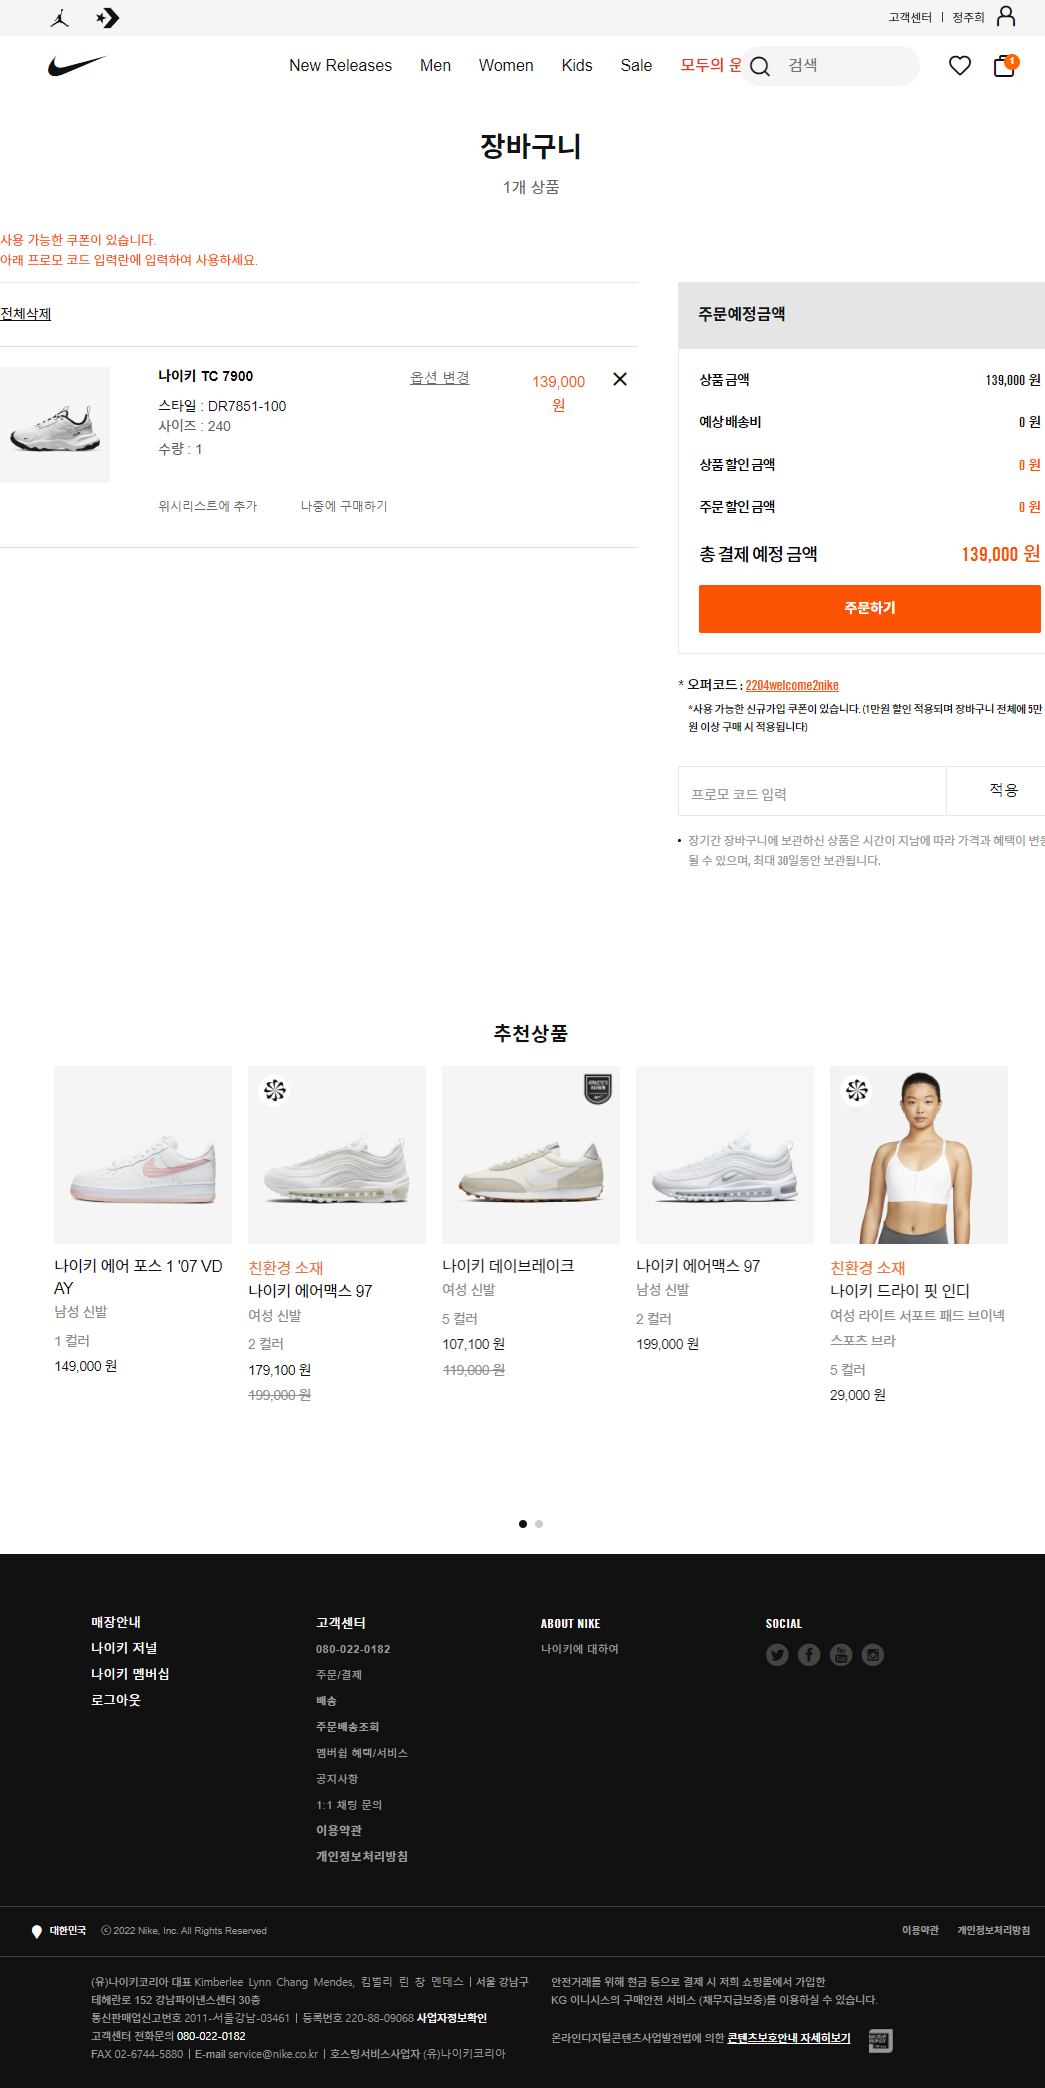 고객센터 | 정주희
New Releases Men Women Kids Sale 모두의 운 검색
1
장바구니
1개 상품
사용 가능한 쿠폰이 있습니다.
아래 프로모 코드 입력란에 입력하여 사용하세요.
전체삭제
나이키 TC 7900
옵션 변경
139,000
원
스타일 : DR7851-100
사이즈 : 240
수량 : 1
위시리스트에 추가
나중에 구매하기
주문예정금액
상품 금액 139,000 원
예상 배송비 0 원
상품 할인 금액 0 원
주문 할인 금액 0 원
총 결제 예정 금액 139,000 원
주문하기
* 오퍼코드 : 2204welcome2nike
*사용 가능한 신규가입 쿠폰이 있습니다. (1만원 할인 적용되며 장바구니 전체에 5만
원 이상 구매 시 적용됩니다)
프로모 코드 입력 적용
• 장기간 장바구니에 보관하신 상품은 시간이 지남에 따라 가격과 혜택이 변동
될 수 있으며, 최대 30일동안 보관됩니다.
추천상품
나이키 에어 포스 1 '07 VD
AY
남성 신발
1 컬러
149,000 원
친환경 소재
나이키 에어맥스 97
여성 신발
2 컬러
179,100 원
199,000 원
나이키 데이브레이크
여성 신발
5 컬러
107,100 원
119,000 원
나이키 에어맥스 97
남성 신발
2 컬러
199,000 원
친환경 소재
나이키 드라이 핏 인디
여성 라이트 서포트 패드 브이넥
스포츠 브라
5 컬러
29,000 원
매장안내
나이키 저널
나이키 멤버십
로그아웃
고객센터
080-022-0182
주문/결제
배송
주문배송조회
멤버쉽 혜택/서비스
공지사항
1:1 채팅 문의
이용약관
개인정보처리방침
ABOUT NIKE
나이키에 대하여
SOCIAL
대한민국 ⓒ 2022 Nike, Inc. All Rights Reserved
이용약관 개인정보처리방침
(유)나이키코리아 대표 Kimberlee Lynn Chang Mendes, 킴벌리 린 창 멘데스 | 서울 강남구
테헤란로 152 강남파이낸스센터 30층
통신판매업신고번호 2011-서울강남-03461 | 등록번호 220-88-09068 사업자정보확인
고객센터 전화문의 080-022-0182
FAX 02-6744-5880 | E-mail service@nike.co.kr | 호스팅서비스사업자 (유)나이키코리아
안전거래를 위해 현금 등으로 결제 시 저희 쇼핑몰에서 가입한
KG 이니시스의 구매안전 서비스 (채무지급보증)를 이용하실 수 있습니다.
온라인디지털콘텐츠사업발전법에 의한 콘텐츠보호안내 자세히보기